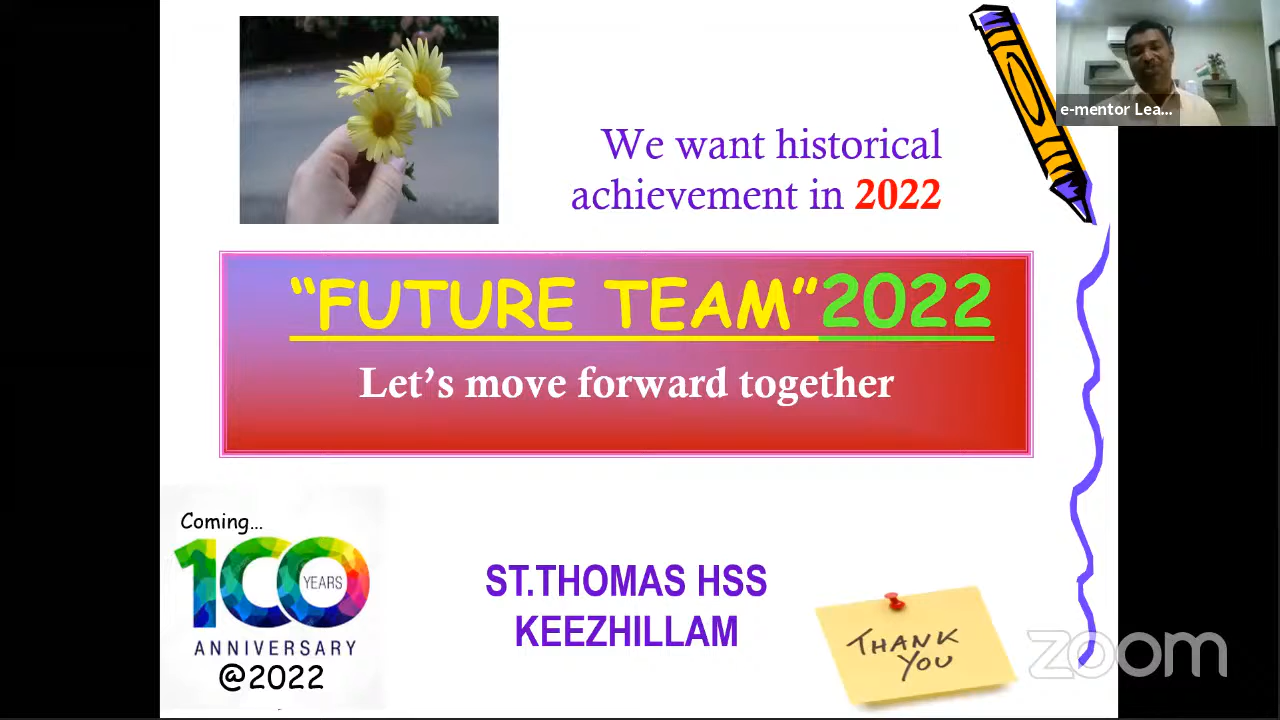 e-mentor Lea...
We want historical
achievement in 2022
“FUTURE TEAM”2022
Let’s move forward together
Coming...
100
YEARS
ANNIVERSARY
@2022
ST.THOMAS HSS
KEEZHILLAM
THANK
YOU
zoom